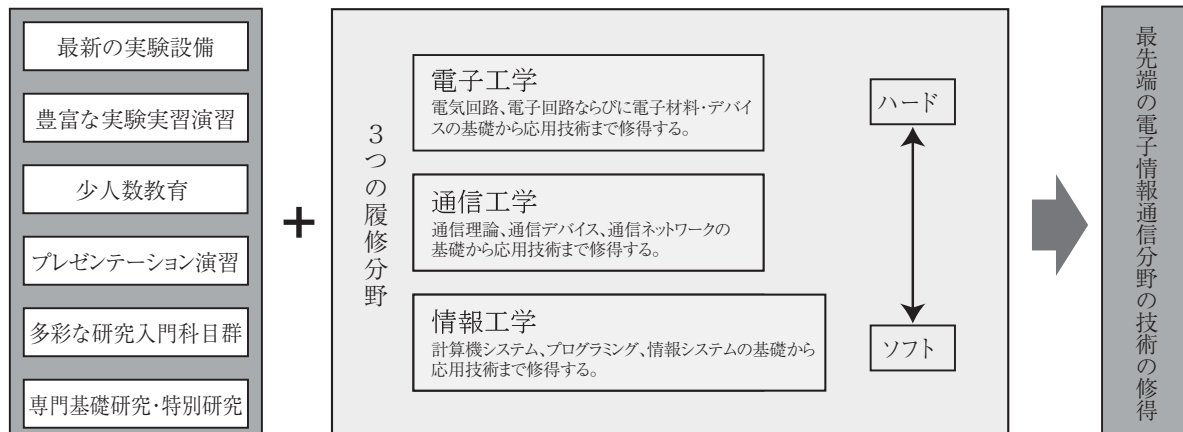 最新の実験設備
豊富な実験実習演習
少人数教育
プレゼンテーション演習
多彩な研究入門科目群
専門基礎研究・特別研究
+
3つの履修分野
電子工学
電気回路、電子回路ならびに電子材料・デバイ
スの基礎から応用技術まで修得する。
通信工学
通信理論、通信デバイス、通信ネットワークの
基礎から応用技術まで修得する。
情報工学
計算機システム、プログラミング、情報システムの基礎から
応用技術まで修得する。
ハード
ソフト
最先端の電子情報通信分野の技術の修得